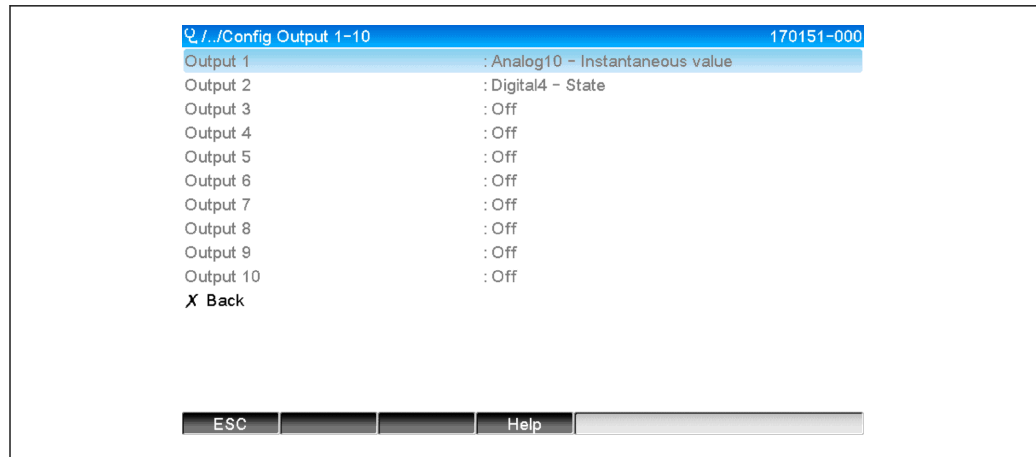 /../Config Output 1-10 170151-000
Output 1 : Analog10 - Instantaneous value
Output 2 : Digital4 - State
Output 3 : Off
Output 4 : Off
Output 5 : Off
Output 6 : Off
Output 7 : Off
Output 8 : Off
Output 9 : Off
Output 10 : Off
X Back
ESC Help